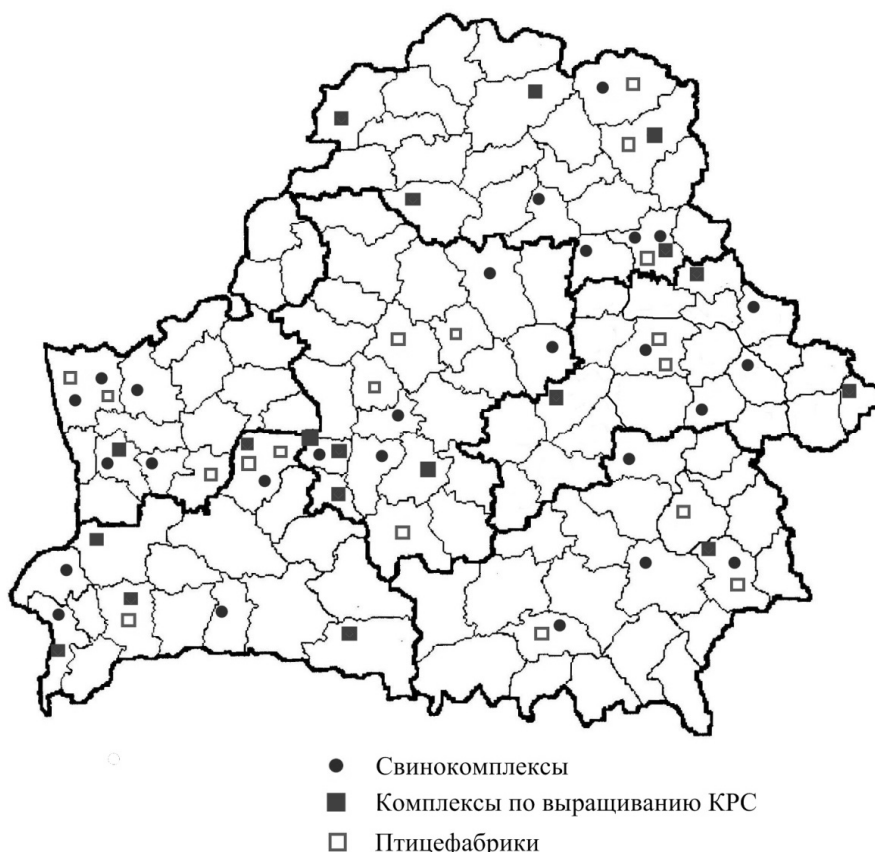 Свинокомплексы
Комплексы по выращиванию КРС
Птицефабрики